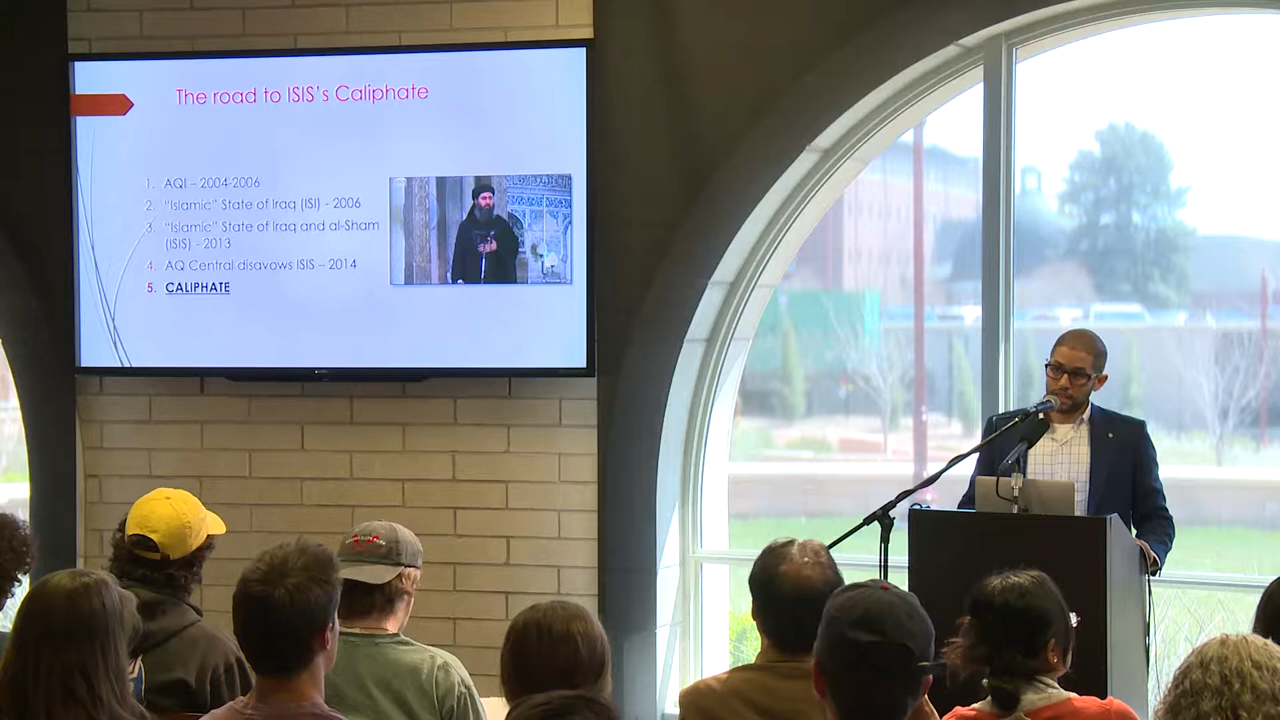 The road to ISIS's Caliphate
1. AQI – 2004-2006
2. "Islamic" State of Iraq (ISI) - 2006
3. "Islamic" State of Iraq and al-Sham
(ISIS) - 2013
4. AQ Central disavows ISIS – 2014
5. CALIPHATE